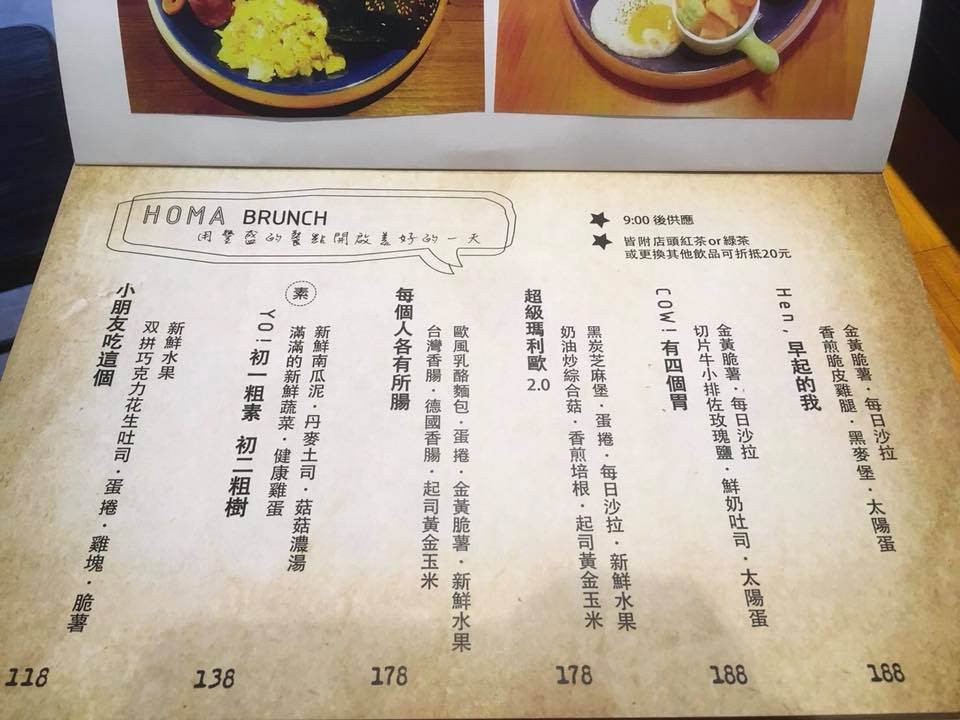 HOMA BRUNCH
用豐盛的餐點開啟美好的一天
★ 9:00 後供應
★ 皆附店頭紅茶or綠茶
或更換其他飲品可折抵20元
Hen、早起的我
金黃脆薯・每日沙拉
香煎脆皮雞腿・黑麥堡・太陽蛋
188
COW!有四個胃
金黃脆薯・每日沙拉
切片牛小排佐玫瑰鹽・鮮奶吐司・太陽蛋
188
超級瑪利歐 2.0
黑炭芝麻堡・蛋捲・每日沙拉・新鮮水果
奶油炒綜合菇・香煎培根・起司黃金玉米
178
每個人各有所腸
歐風乳酪麵包・蛋捲・金黃脆薯・新鮮水果
台灣香腸・德國香腸・起司黃金玉米
178
素
YO!初一粗素 初二粗樹
新鮮南瓜泥・丹麥土司・菇菇濃湯
滿滿的新鮮蔬菜・健康雞蛋
138
小朋友吃這個
新鮮水果
双拼巧克力花生吐司・蛋捲・雞塊・脆薯
118